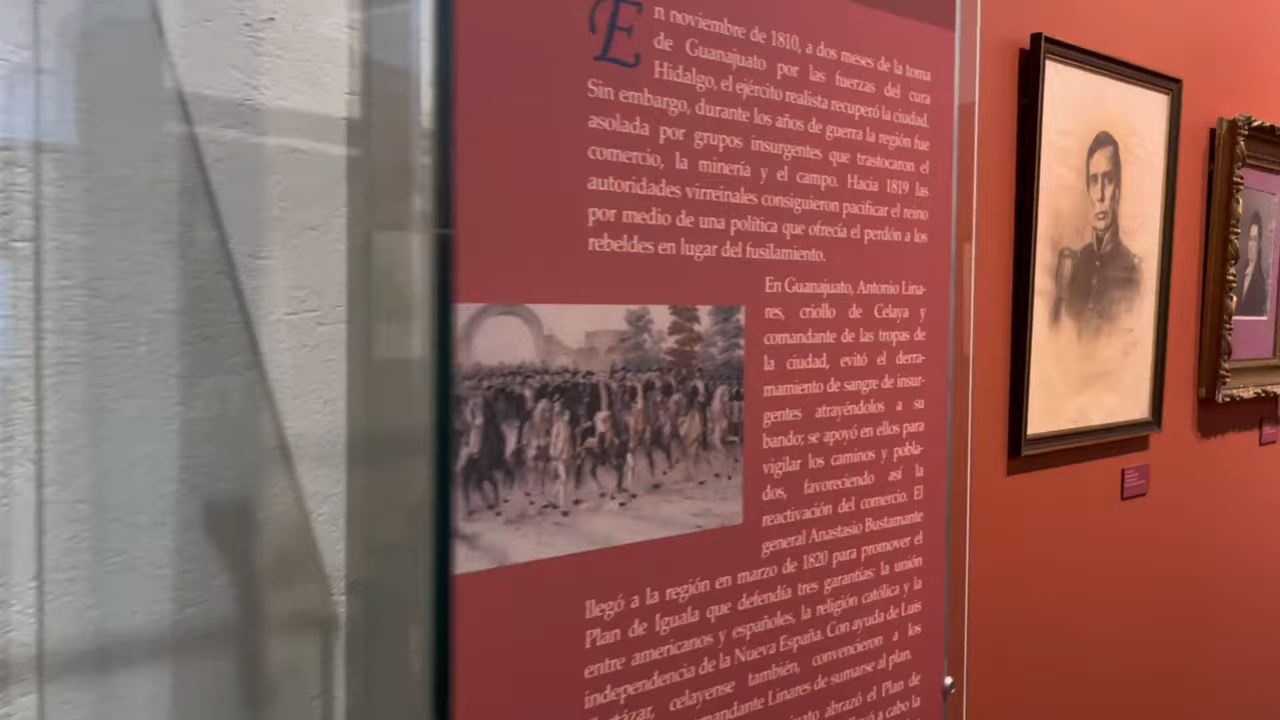 En noviembre de 1810, a dos meses de la toma
de Guanajuato por las fuerzas del cura
Hidalgo, el ejército realista recuperó la ciudad.
Sin embargo, durante los años de guerra la región fue
asolada por grupos insurgentes que trastocaron el
comercio, la minería y el campo. Hacia 1819 las
autoridades virreinales consiguieron pacificar el reino
por medio de una política que ofrecía el perdón a los
rebeldes en lugar del fusilamiento.
En Guanajuato, Antonio Lina-
res, criollo de Celaya y
comandante de las tropas de
la ciudad, evitó el derra-
mamiento de sangre de insur-
gentes atrayéndolos a su
bando; se apoyó en ellos para
vigilar los caminos y pobla-
dos, favoreciendo así la
reactivación del comercio. El
general Anastasio Bustamante
llegó a la región en marzo de 1820 para promover el
Plan de Iguala que defendía tres garantías: la unión
entre americanos y españoles, la religión católica y la
independencia de la Nueva España. Con ayuda de Luis
celayense también, convencieron a los
Linares de sumarse al plan.
abrazó el Plan de
a cabo la